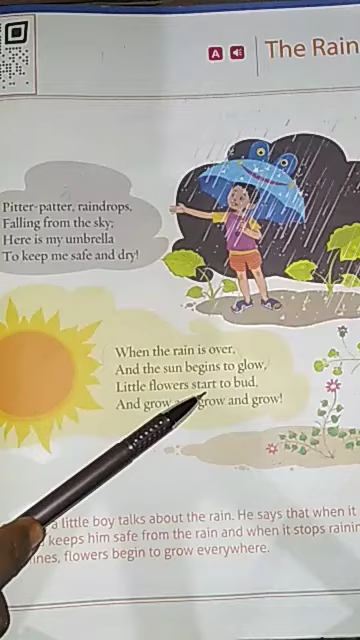 A
The Rain
Pitter-patter, raindrops,
Falling from the sky;
Here is my umbrella
To keep me safe and dry!
When the rain is over,
And the sun begins to glow,
Little flowers start to bud,
And grow grow and grow!
a little boy talks about the rain. He says that when it
keeps him safe from the rain and when it stops rainin
ines, flowers begin to grow everywhere.